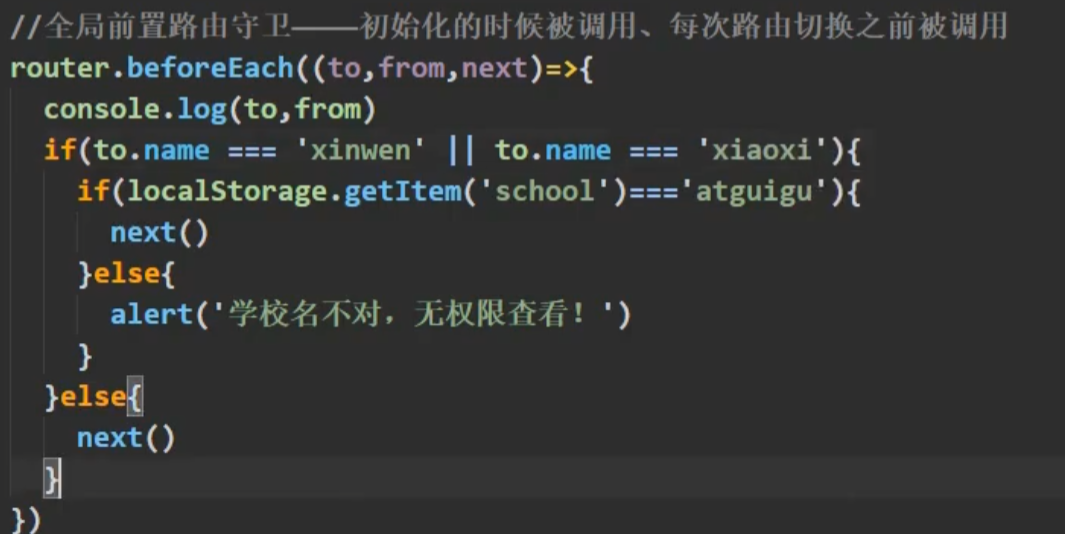 //全局前置路由守卫——初始化的时候被调用、每次路由切换之前被调用
router.beforeEach((to,from,next)=>{
  console.log(to,from)
  if(to.name === 'xinwen' || to.name === 'xiaoxi'){
    if(localStorage.getItem('school')==='atguigu'){
      next()
    }else{
      alert('学校名不对，无权限查看！')
    }
  }else{
    next()
  }
})